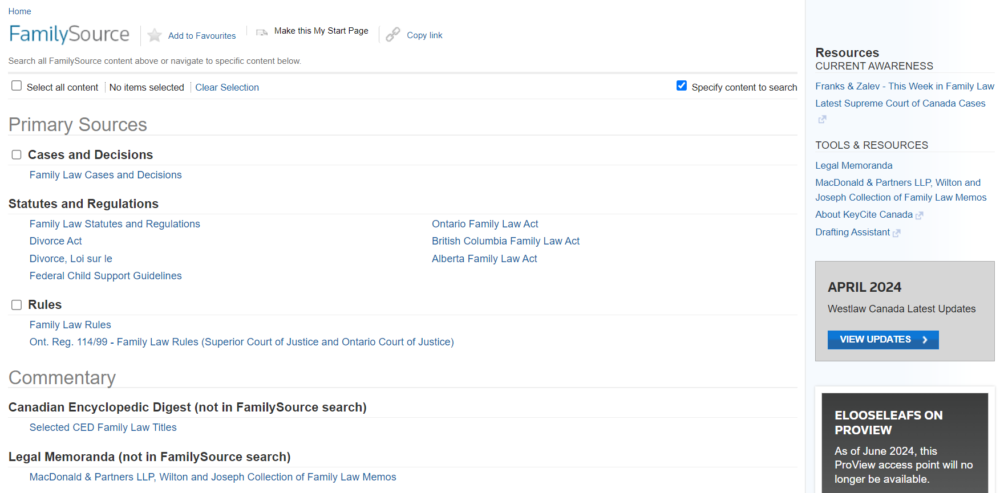 Home
FamilySource
Add to Favourites
Make this My Start Page
Copy link
Search all FamilySource content above or navigate to specific content below.
Select all content
No items selected
Clear Selection
Specify content to search
Primary Sources
Cases and Decisions
Family Law Cases and Decisions
Statutes and Regulations
Family Law Statutes and Regulations
Divorce Act
Divorce, Loi sur le
Federal Child Support Guidelines
Ontario Family Law Act
British Columbia Family Law Act
Alberta Family Law Act
Rules
Family Law Rules
Ont. Reg. 114/99 - Family Law Rules (Superior Court of Justice and Ontario Court of Justice)
Commentary
Canadian Encyclopedic Digest (not in FamilySource search)
Selected CED Family Law Titles
Legal Memoranda (not in FamilySource search)
MacDonald & Partners LLP, Wilton and Joseph Collection of Family Law Memos
Resources
CURRENT AWARENESS
Franks & Zalev - This Week in Family Law
Latest Supreme Court of Canada Cases
TOOLS & RESOURCES
Legal Memoranda
MacDonald & Partners LLP, Wilton and
Joseph Collection of Family Law Memos
About KeyCite Canada
Drafting Assistant
APRIL 2024
Westlaw Canada Latest Updates
VIEW UPDATES
ELOOSELEAFS ON
PROVIEW
As of June 2024, this
ProView access point will no
longer be available.